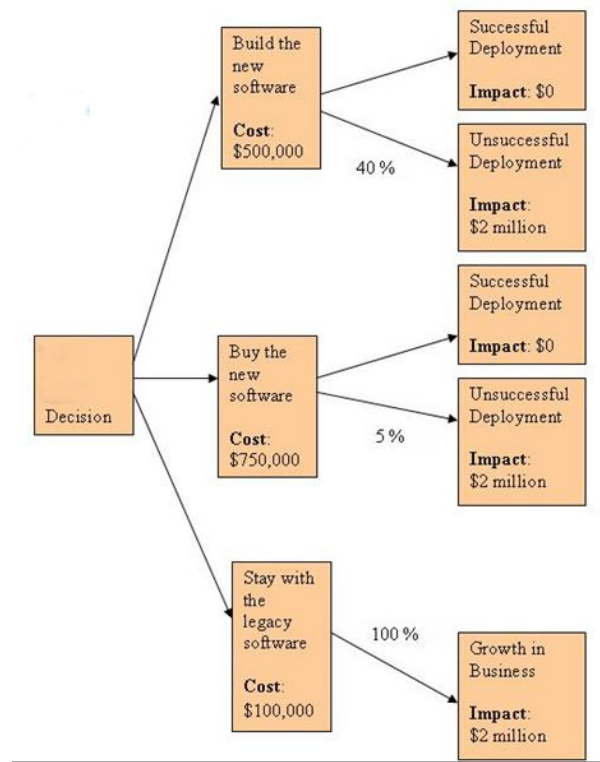 Build the
new
software
Cost:
$500,000
Successful
Deployment
Impact: $0
40 %
Unsuccessful
Deployment
Impact:
$2 million
Decision
Buy the
new
software
Cost:
$750,000
Successful
Deployment
Impact: $0
5 %
Unsuccessful
Deployment
Impact:
$2 million
Stay with
the
legacy
software
Cost:
$100,000
100 %
Growth in
Business
Impact:
$2 million